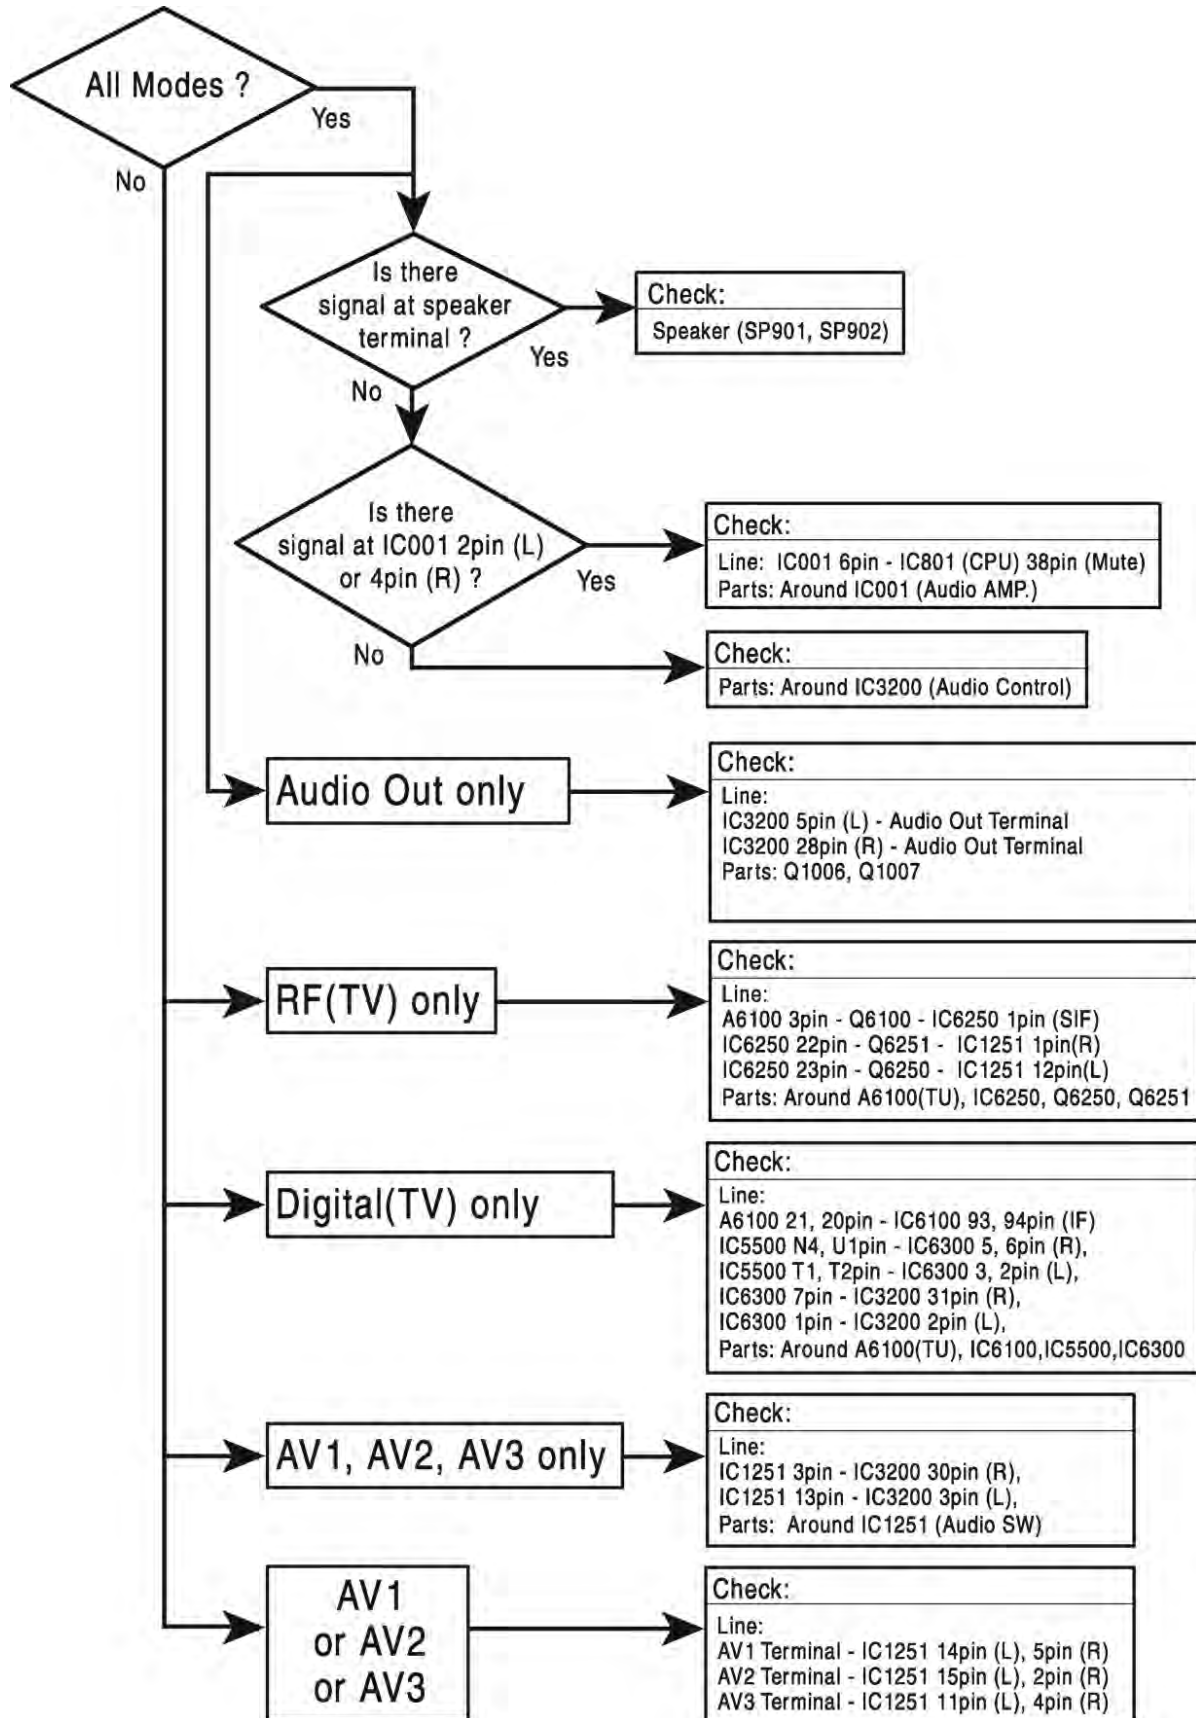 All Modes ?
Yes
No
Is there
signal at speaker
terminal ?
Yes
No
Check:
Speaker (SP901, SP902)
Is there
signal at IC001 2pin (L)
or 4pin (R) ?
Yes
No
Check:
Line: IC001 6pin - IC801 (CPU) 38pin (Mute)
Parts: Around IC001 (Audio AMP.)
Check:
Parts: Around IC3200 (Audio Control)
Audio Out only
Check:
Line:
IC3200 5pin (L) - Audio Out Terminal
IC3200 28pin (R) - Audio Out Terminal
Parts: Q1006, Q1007
RF(TV) only
Check:
Line:
A6100 3pin - Q6100 - IC6250 1pin (SIF)
IC6250 22pin - Q6251 - IC1251 1pin(R)
IC6250 23pin - Q6250 - IC1251 12pin(L)
Parts: Around A6100(TU), IC6250, Q6250, Q6251
Digital(TV) only
Check:
Line:
A6100 21, 20pin - IC6100 93, 94pin (IF)
IC5500 N4, U1pin - IC6300 5, 6pin (R),
IC5500 T1, T2pin - IC6300 3, 2pin (L),
IC6300 7pin - IC3200 31pin (R),
IC6300 1pin - IC3200 2pin (L),
Parts: Around A6100(TU), IC6100,IC5500,IC6300
AV1, AV2, AV3 only
Check:
Line:
IC1251 3pin - IC3200 30pin (R),
IC1251 13pin - IC3200 3pin (L),
Parts: Around IC1251 (Audio SW)
AV1
or AV2
or AV3
Check:
Line:
AV1 Terminal - IC1251 14pin (L), 5pin (R)
AV2 Terminal - IC1251 15pin (L), 2pin (R)
AV3 Terminal - IC1251 11pin (L), 4pin (R)